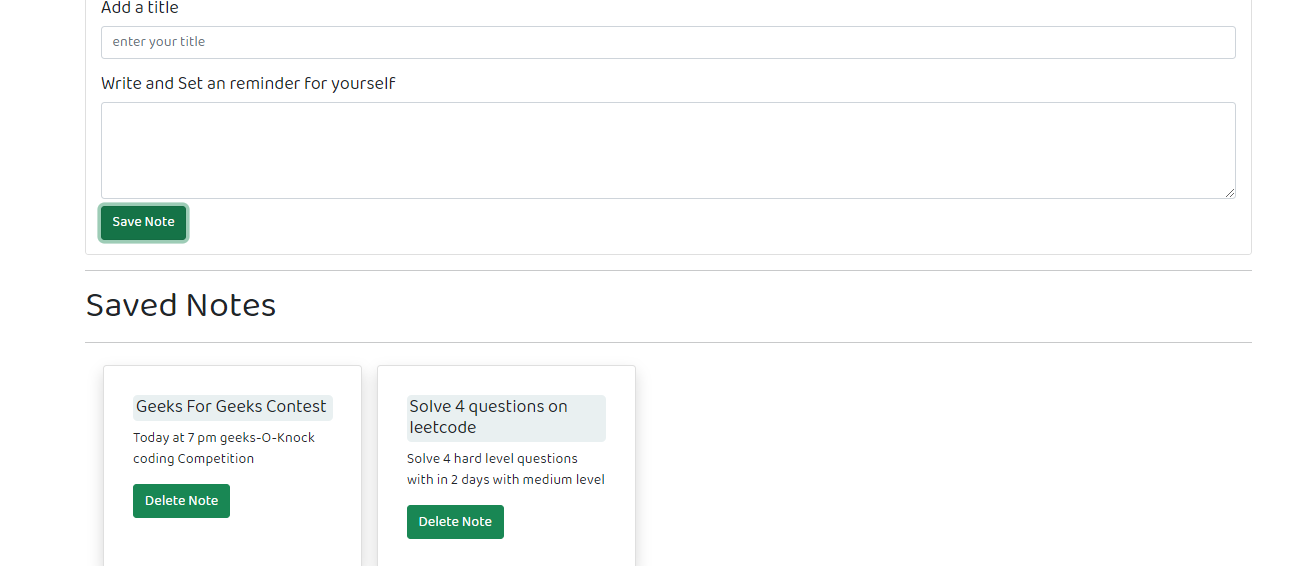 Add a title
enter your title
Write and Set an reminder for yourself
Save Note
Saved Notes
Geeks For Geeks Contest
Today at 7 pm geeks-O-Knock
coding Competition
Delete Note
Solve 4 questions on
leetcode
Solve 4 hard level questions
with in 2 days with medium level
Delete Note